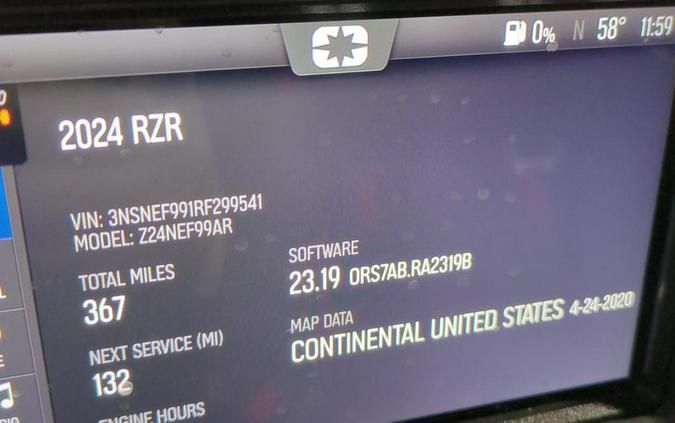 0% N 58° 11:59
2024 RZR
VIN: 3NSNEF991RF299541
MODEL: Z24NEF99AR
TOTAL MILES
367
NEXT SERVICE (MI)
132
ENGINE HOURS
SOFTWARE
23.19 ORS7AB.RA2319B
MAP DATA
CONTINENTAL UNITED STATES 4-24-2020